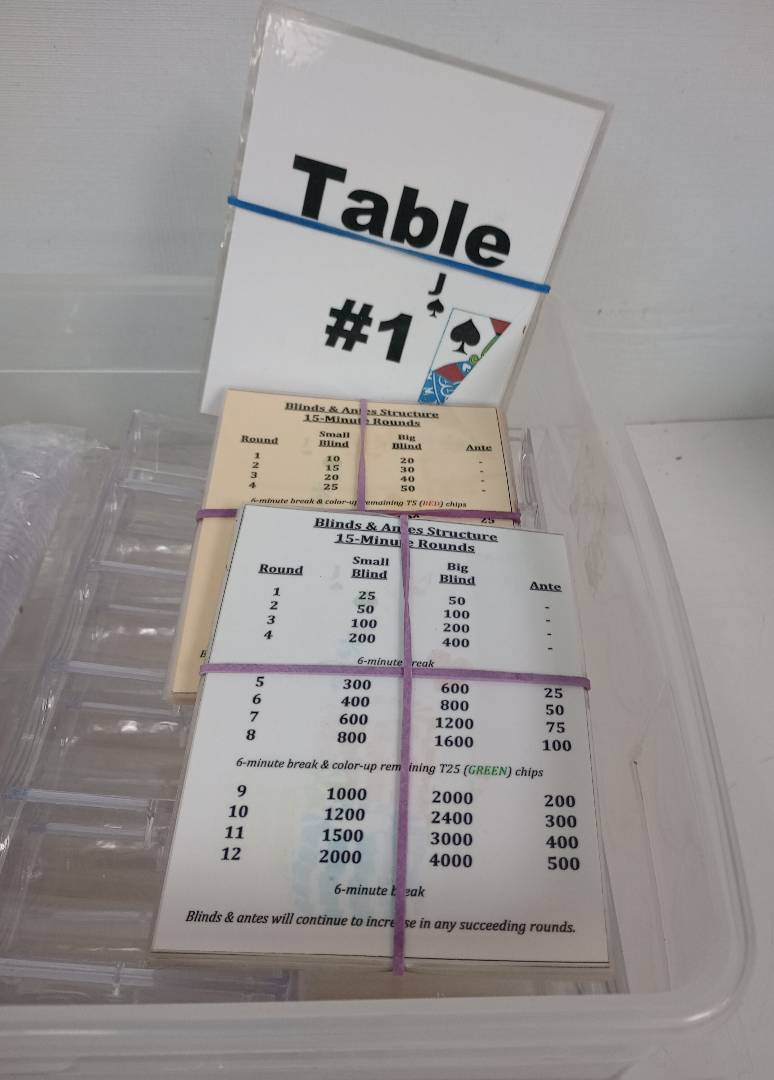 Table
#1
J
Blinds & Antes Structure
15-Minute Rounds
Round Small Blind Big Blind Ante
1 10 20 -
2 15 30 -
3 20 40 -
4 25 50 -
6-minute break & color-up remaining T5 (RED) chips
25
B
Blinds & Antes Structure
15-Minute Rounds
Round Small Blind Big Blind Ante
1 25 50 -
2 50 100 -
3 100 200 -
4 200 400 -
6-minute break
5 300 600 25
6 400 800 50
7 600 1200 75
8 800 1600 100
6-minute break & color-up remaining T25 (GREEN) chips
9 1000 2000 200
10 1200 2400 300
11 1500 3000 400
12 2000 4000 500
6-minute break
Blinds & antes will continue to increase in any succeeding rounds.